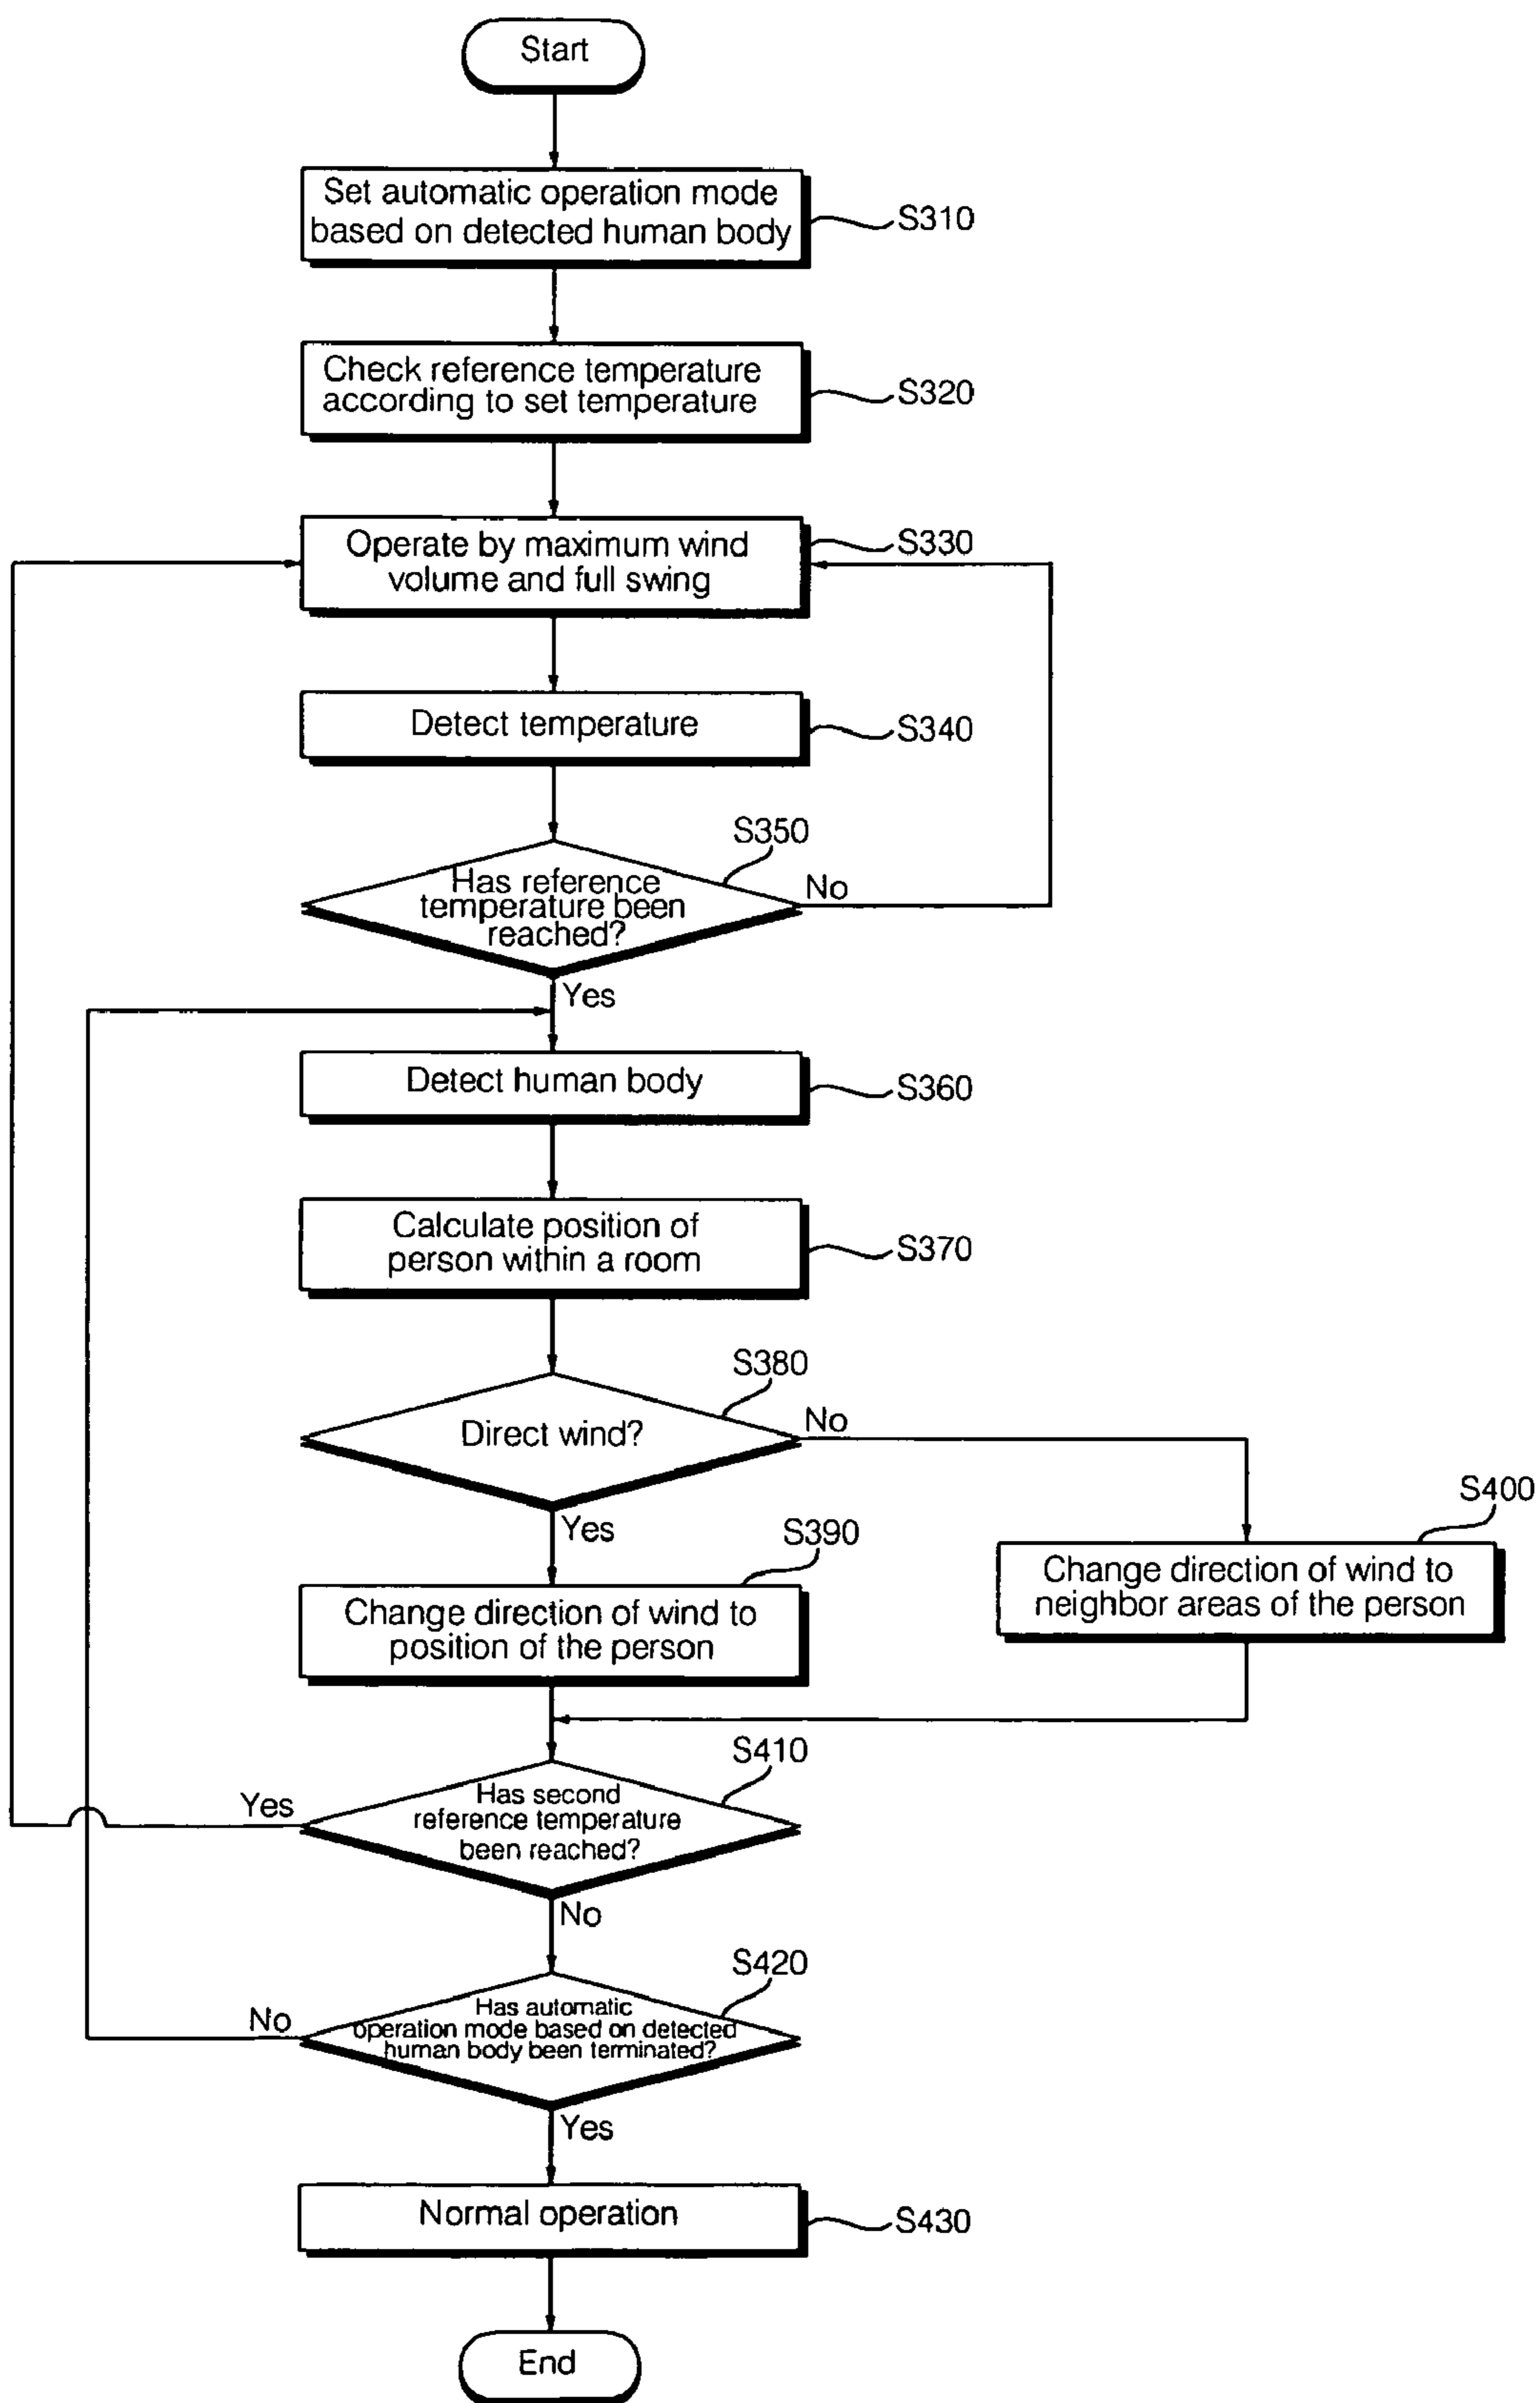 Start
Set automatic operation mode
based on detected human body
S310
Check reference temperature
according to set temperature
S320
Operate by maximum wind
volume and full swing
S330
Detect temperature
S340
S350
Has reference
temperature been
reached?
No
Yes
Detect human body
S360
Calculate position of
person within a room
S370
S380
Direct wind?
No
Yes
S390
Change direction of wind to
position of the person
S400
Change direction of wind to
neighbor areas of the person
S410
Has second
reference temperature
been reached?
Yes
No
S420
Has automatic
operation mode based on detected
human body been terminated?
No
Yes
Normal operation
S430
End